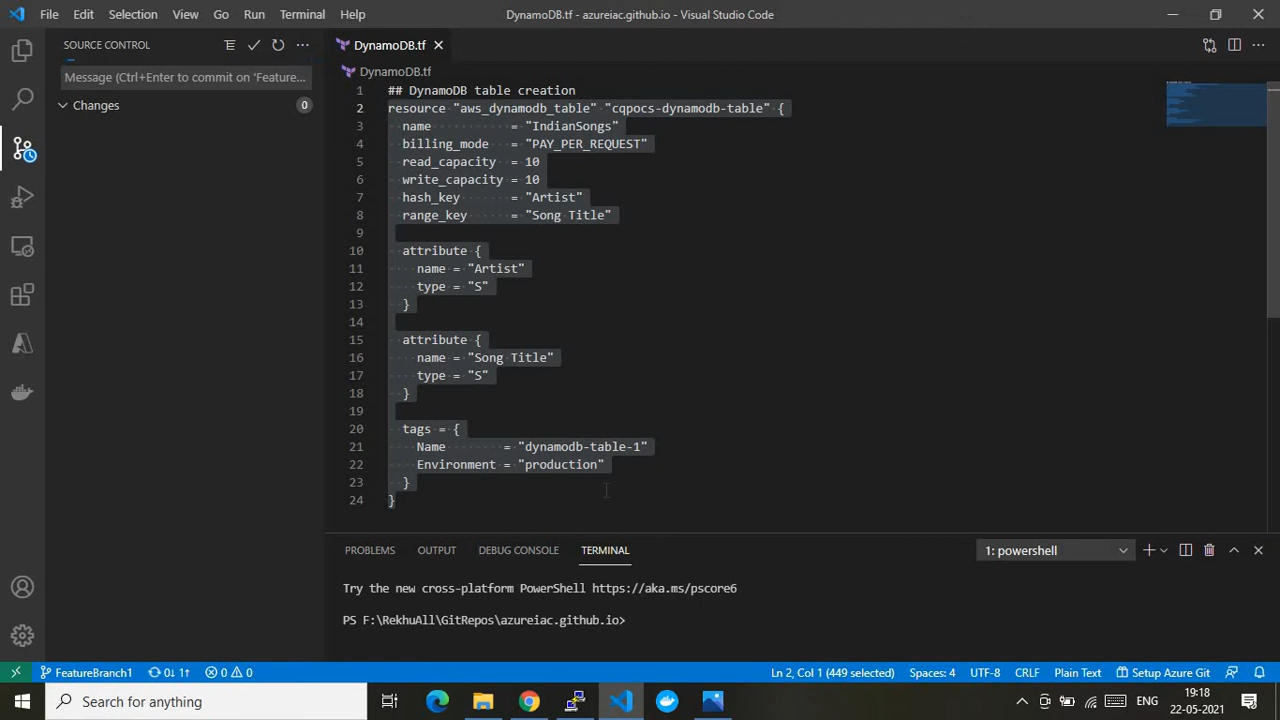 File Edit Selection View Go Run Terminal Help DynamoDB.tf - azureiac.github.io - Visual Studio Code
SOURCE CONTROL
Message (Ctrl+Enter to commit on 'Feature...
Changes 0
DynamoDB.tf
DynamoDB.tf
1 ## DynamoDB table creation
2 resource "aws_dynamodb_table" "cqpocs-dynamodb-table" {
3 name = "IndianSongs"
4 billing_mode = "PAY_PER_REQUEST"
5 read_capacity = 10
6 write_capacity = 10
7 hash_key = "Artist"
8 range_key = "Song Title"
9
10 attribute {
11 name = "Artist"
12 type = "S"
13 }
14
15 attribute {
16 name = "Song Title"
17 type = "S"
18 }
19
20 tags = {
21 Name = "dynamodb-table-1"
22 Environment = "production"
23 }
24 }
PROBLEMS OUTPUT DEBUG CONSOLE TERMINAL 1: powershell
Try the new cross-platform PowerShell https://aka.ms/pscore6
PS F:\RekhuAll\GitRepos\azureiac.github.io>
FeatureBranch1 0↓ 1↑ 0 0 Ln 2, Col 1 (449 selected) Spaces: 4 UTF-8 CRLF Plain Text Setup Azure Git
Search for anything ENG 19:18
22-05-2021